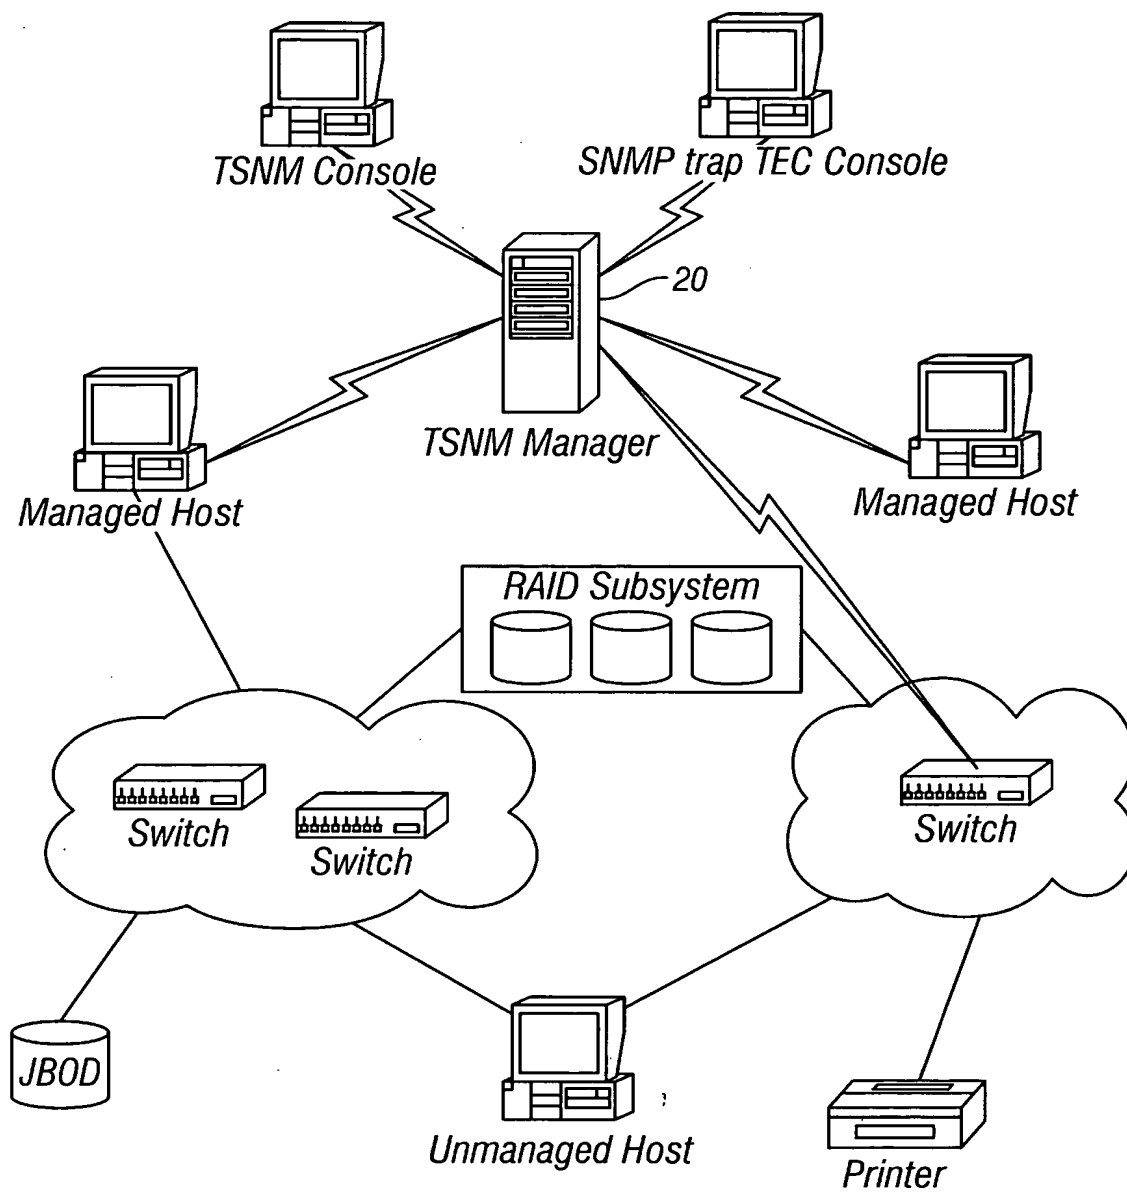 TSNM Console
SNMP trap TEC Console
20
TSNM Manager
Managed Host
Managed Host
RAID Subsystem
Switch
Switch
Switch
JBOD
Unmanaged Host
Printer